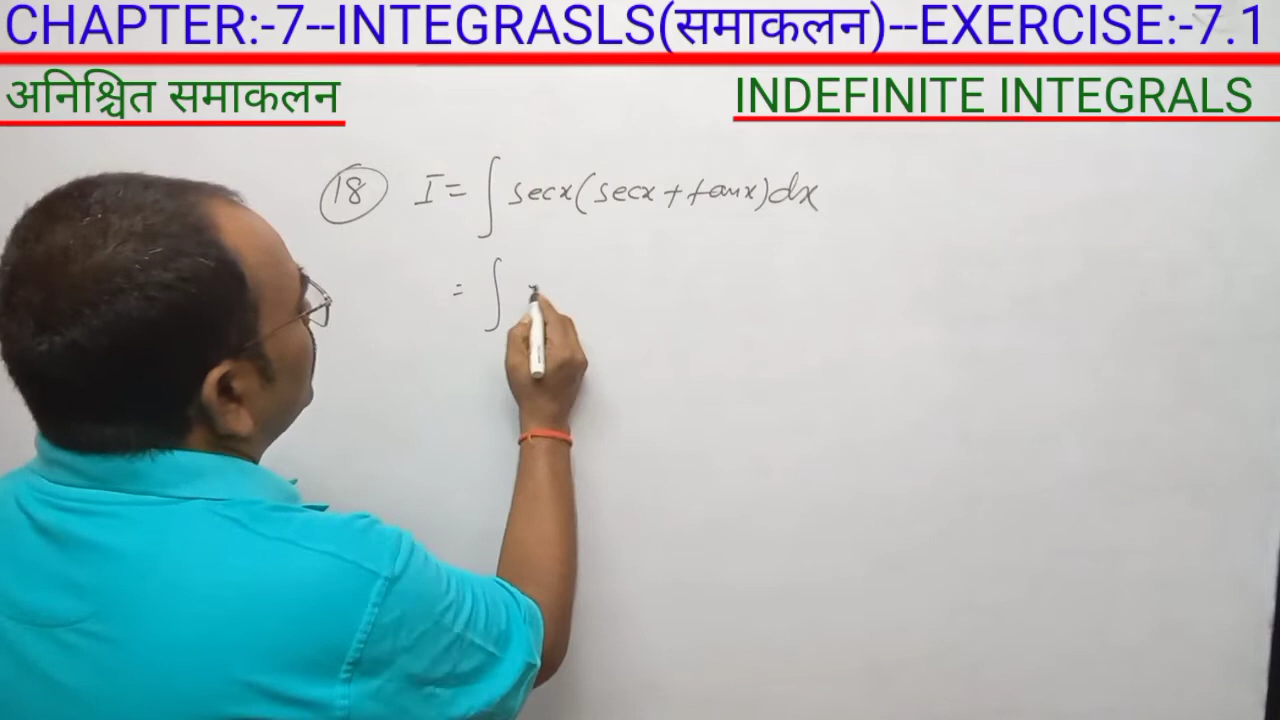 CHAPTER:-7--INTEGRASLS(समाकलन)--EXERCISE:-7.1
अनिश्चित समाकलन
INDEFINITE INTEGRALS
18 I = ∫ secx(secx + tanx)dx
= ∫